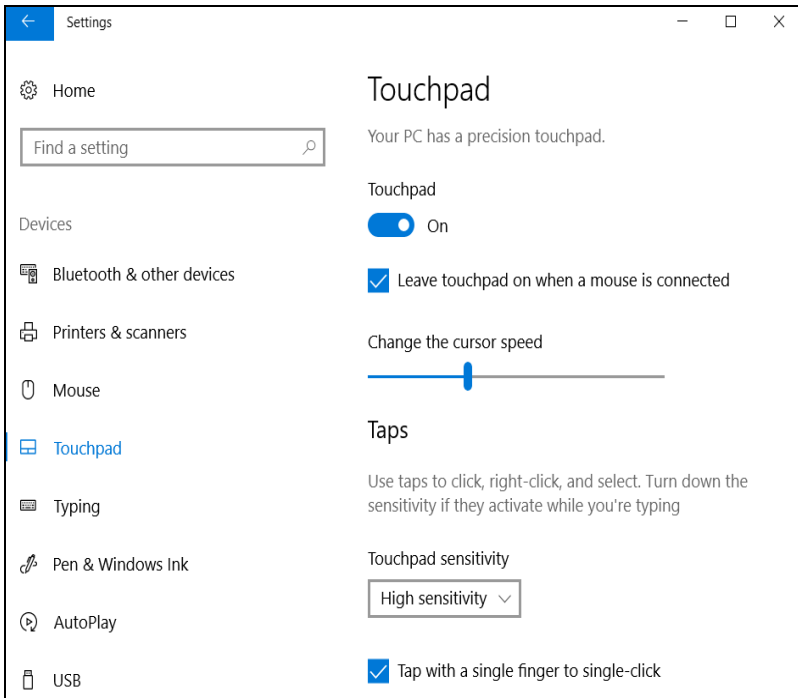 Settings
Home
Find a setting
Devices
Bluetooth & other devices
Printers & scanners
Mouse
Touchpad
Typing
Pen & Windows Ink
AutoPlay
USB
Touchpad
Your PC has a precision touchpad.
Touchpad
On
Leave touchpad on when a mouse is connected
Change the cursor speed
Taps
Use taps to click, right-click, and select. Turn down the
sensitivity if they activate while you're typing
Touchpad sensitivity
High sensitivity
Tap with a single finger to single-click